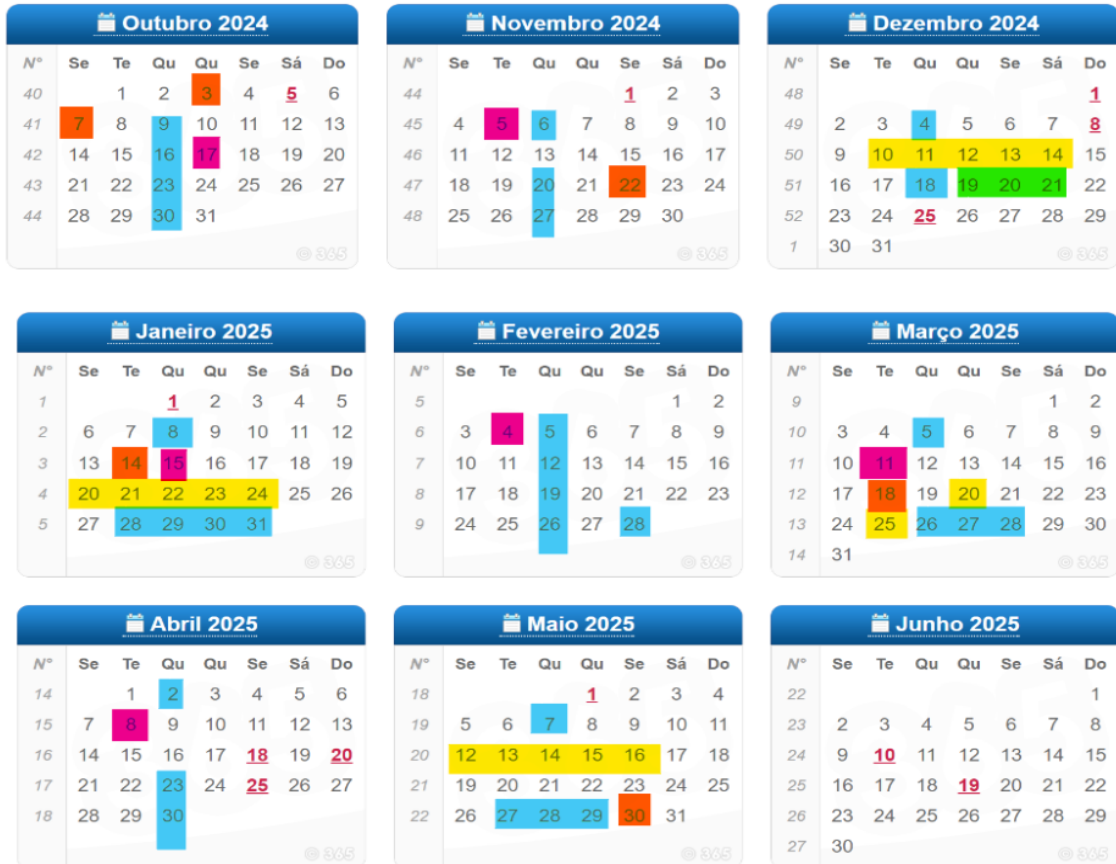 Outubro 2024
N° Se Te Qu Qu Se Sá Do
40 1 2 3 4 5 6
41 7 8 9 10 11 12 13
42 14 15 16 17 18 19 20
43 21 22 23 24 25 26 27
44 28 29 30 31
© 365
Novembro 2024
N° Se Te Qu Qu Se Sá Do
44 1 2 3
45 4 5 6 7 8 9 10
46 11 12 13 14 15 16 17
47 18 19 20 21 22 23 24
48 25 26 27 28 29 30
© 365
Dezembro 2024
N° Se Te Qu Qu Se Sá Do
48 1
49 2 3 4 5 6 7 8
50 9 10 11 12 13 14 15
51 16 17 18 19 20 21 22
52 23 24 25 26 27 28 29
1 30 31
© 365
Janeiro 2025
N° Se Te Qu Qu Se Sá Do
1 1 2 3 4 5
2 6 7 8 9 10 11 12
3 13 14 15 16 17 18 19
4 20 21 22 23 24 25 26
5 27 28 29 30 31
© 365
Fevereiro 2025
N° Se Te Qu Qu Se Sá Do
5 1 2
6 3 4 5 6 7 8 9
7 10 11 12 13 14 15 16
8 17 18 19 20 21 22 23
9 24 25 26 27 28
© 365
Março 2025
N° Se Te Qu Qu Se Sá Do
9 1 2
10 3 4 5 6 7 8 9
11 10 11 12 13 14 15 16
12 17 18 19 20 21 22 23
13 24 25 26 27 28 29 30
14 31
© 365
Abril 2025
N° Se Te Qu Qu Se Sá Do
14 1 2 3 4 5 6
15 7 8 9 10 11 12 13
16 14 15 16 17 18 19 20
17 21 22 23 24 25 26 27
18 28 29 30
© 365
Maio 2025
N° Se Te Qu Qu Se Sá Do
18 1 2 3 4
19 5 6 7 8 9 10 11
20 12 13 14 15 16 17 18
21 19 20 21 22 23 24 25
22 26 27 28 29 30 31
© 365
Junho 2025
N° Se Te Qu Qu Se Sá Do
22 1
23 2 3 4 5 6 7 8
24 9 10 11 12 13 14 15
25 16 17 18 19 20 21 22
26 23 24 25 26 27 28 29
27 30
© 365